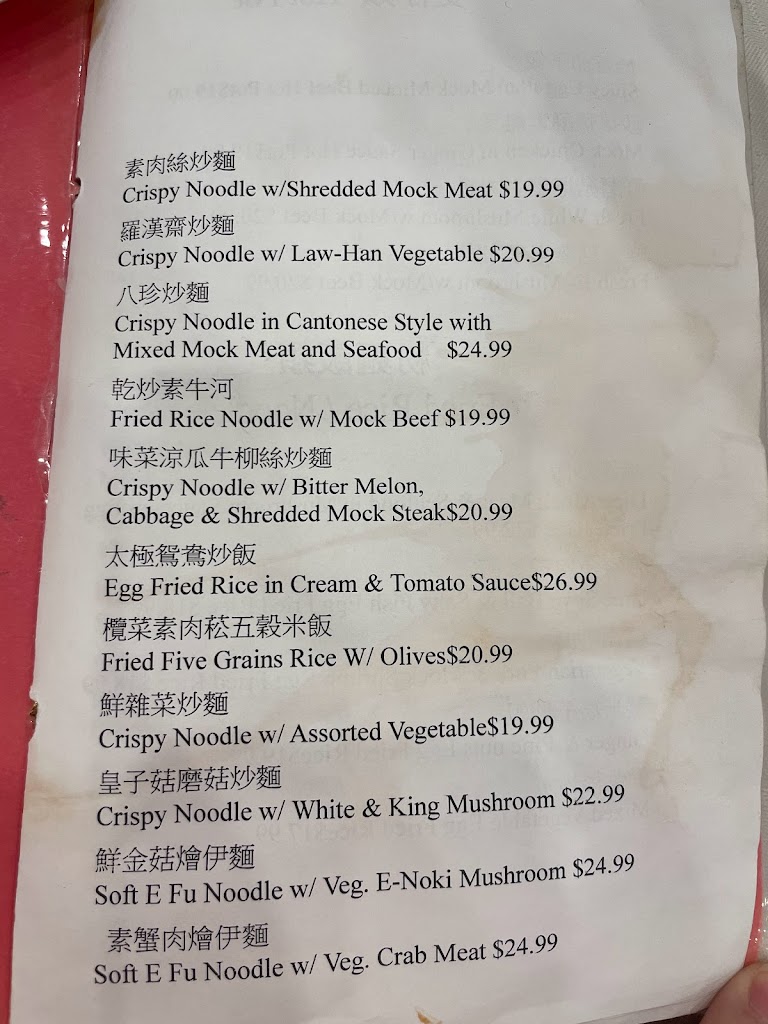 素肉絲炒麵
Crispy Noodle w/Shredded Mock Meat $19.99
羅漢齋炒麵
Crispy Noodle w/ Law-Han Vegetable $20.99
八珍炒麵
Crispy Noodle in Cantonese Style with
Mixed Mock Meat and Seafood $24.99
乾炒素牛河
Fried Rice Noodle w/ Mock Beef $19.99
味菜涼瓜牛柳絲炒麵
Crispy Noodle w/ Bitter Melon,
Cabbage & Shredded Mock Steak$20.99
太極鴛鴦炒飯
Egg Fried Rice in Cream & Tomato Sauce$26.99
欖菜素肉菘五穀米飯
Fried Five Grains Rice W/ Olives$20.99
鮮雜菜炒麵
Crispy Noodle w/ Assorted Vegetable$19.99
皇子菇磨菇炒麵
Crispy Noodle w/ White & King Mushroom $22.99
鮮金菇燴伊麵
Soft E Fu Noodle w/ Veg. E-Noki Mushroom $24.99
素蟹肉燴伊麵
Soft E Fu Noodle w/ Veg. Crab Meat $24.99